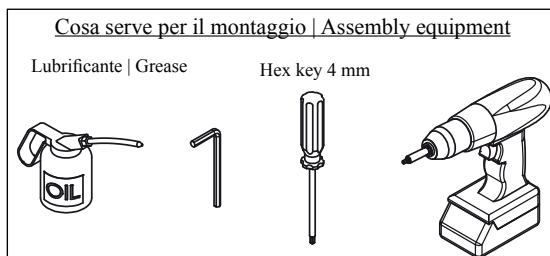 Cosa serve per il montaggio | Assembly equipment
Lubrificante | Grease
Hex key 4 mm
OIL